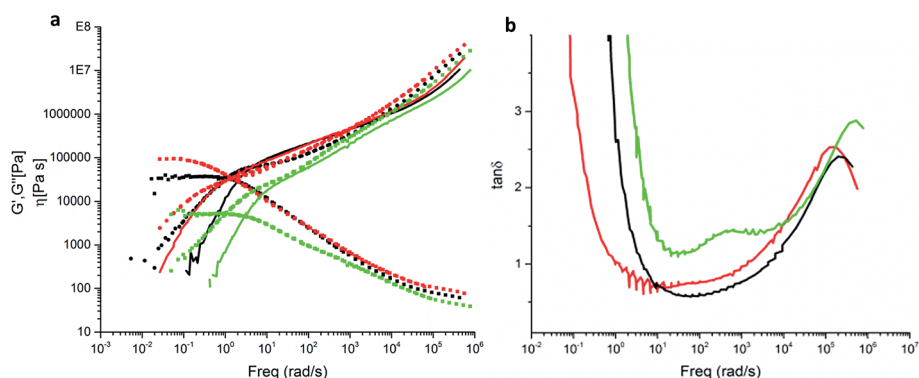 a
G',G''[Pa]
η[Pa s]
E8
1E7
1000000
100000
10000
1000
100
10
10⁻³ 10⁻² 10⁻¹ 10⁰ 10¹ 10² 10³ 10⁴ 10⁵ 10⁶
Freq (rad/s)
b
tanδ
3
2
1
10⁻² 10⁻¹ 10⁰ 10¹ 10² 10³ 10⁴ 10⁵ 10⁶ 10⁷
Freq (rad/s)